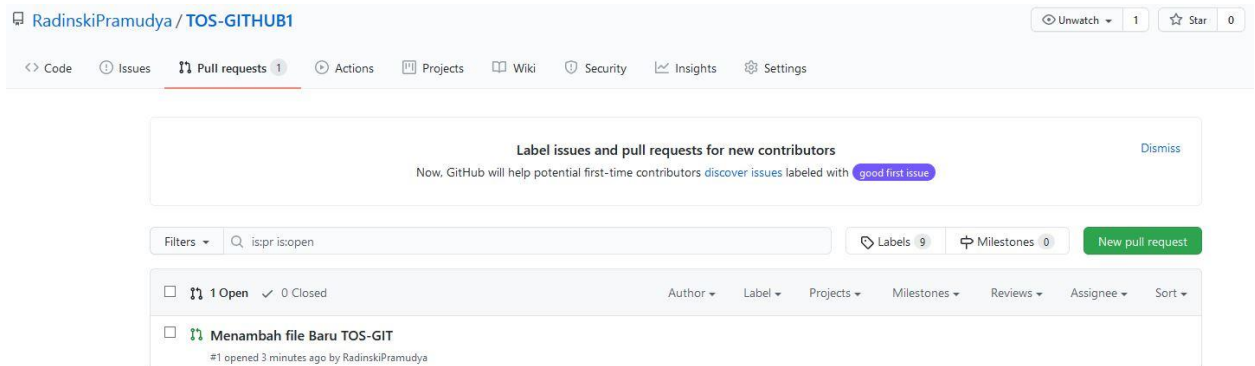 RadinskiPramudya / TOS-GITHUB1
Unwatch 1 Star 0
<> Code Issues Pull requests 1 Actions Projects Wiki Security Insights Settings
Label issues and pull requests for new contributors
Dismiss
Now, GitHub will help potential first-time contributors discover issues labeled with good first issue
Filters is:pr is:open Labels 9 Milestones 0 New pull request
1 Open 0 Closed Author Label Projects Milestones Reviews Assignee Sort
Menambah file Baru TOS-GIT
#1 opened 3 minutes ago by RadinskiPramudya